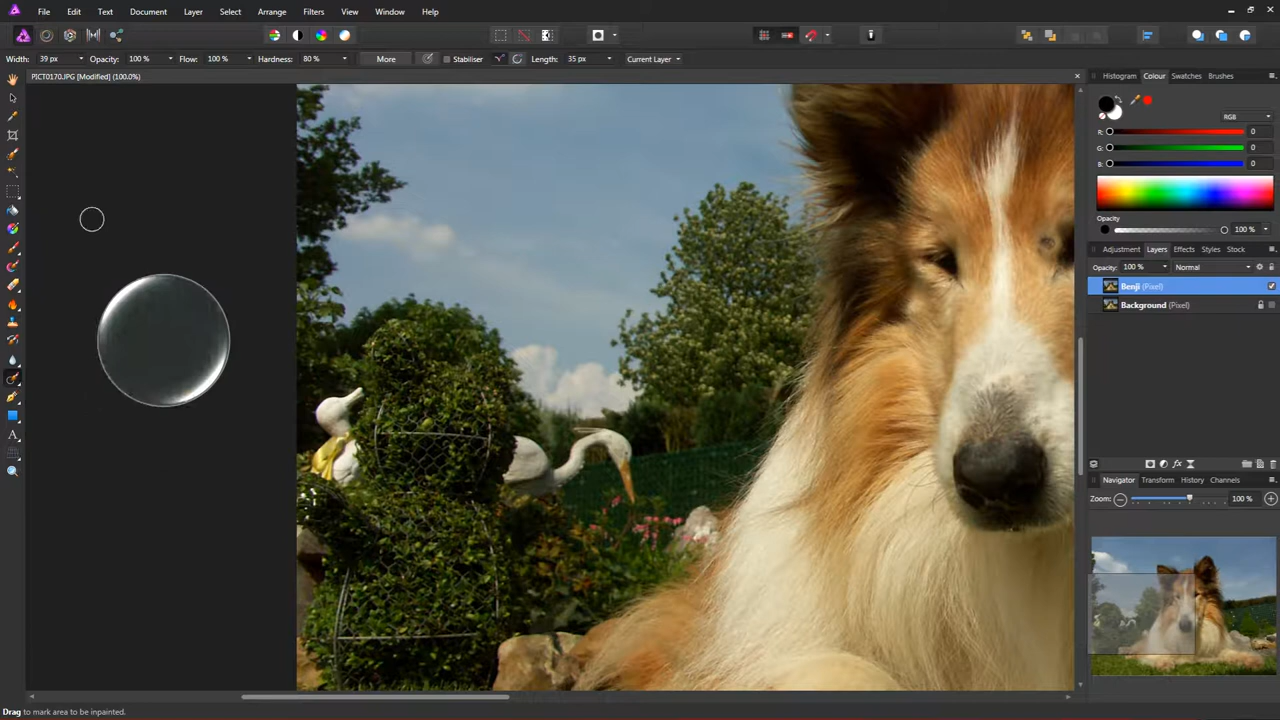 File Edit Text Document Layer Select Arrange Filters View Window Help
Width: 39 px Opacity: 100 % Flow: 100 % Hardness: 80 % More Stabiliser Length: 35 px Current Layer
PICT0170.JPG [Modified] (100.0%)
Histogram Colour Swatches Brushes
RGB
R: 0
G: 0
B: 0
Opacity
100 %
Adjustment Layers Effects Styles Stock
Opacity: 100 % Normal
Benji (Pixel)
Background (Pixel)
Navigator Transform History Channels
Zoom: 100 %
A
Drag to mark area to be inpainted.